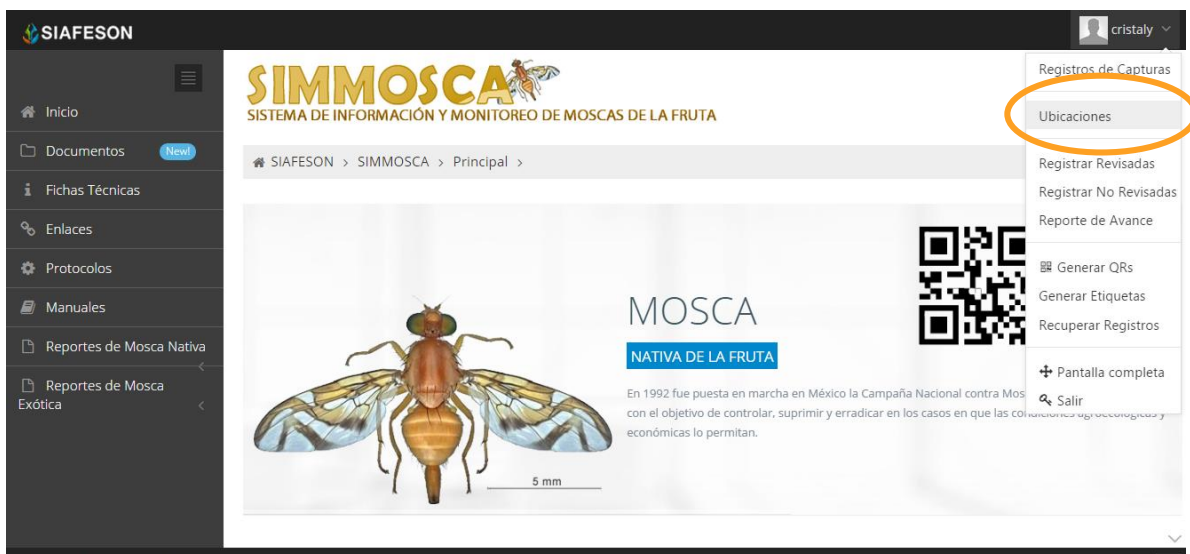 SIAFESON
cristaly
Inicio
Documentos
New!
Fichas Técnicas
Enlaces
Protocolos
Manuales
Reportes de Mosca Nativa
Reportes de Mosca
Exótica
SIMMOSCA
SISTEMA DE INFORMACIÓN Y MONITOREO DE MOSCAS DE LA FRUTA
SIAFESON > SIMMOSCA > Principal >
5 mm
MOSCA
NATIVA DE LA FRUTA
En 1992 fue puesta en marcha en México la Campaña Nacional contra Mos
con el objetivo de controlar, suprimir y erradicar en los casos en que las condiciones agroecológicas y
económicas lo permitan.
Registros de Capturas
Ubicaciones
Registrar Revisadas
Registrar No Revisadas
Reporte de Avance
Generar QRs
Generar Etiquetas
Recuperar Registros
Pantalla completa
Salir